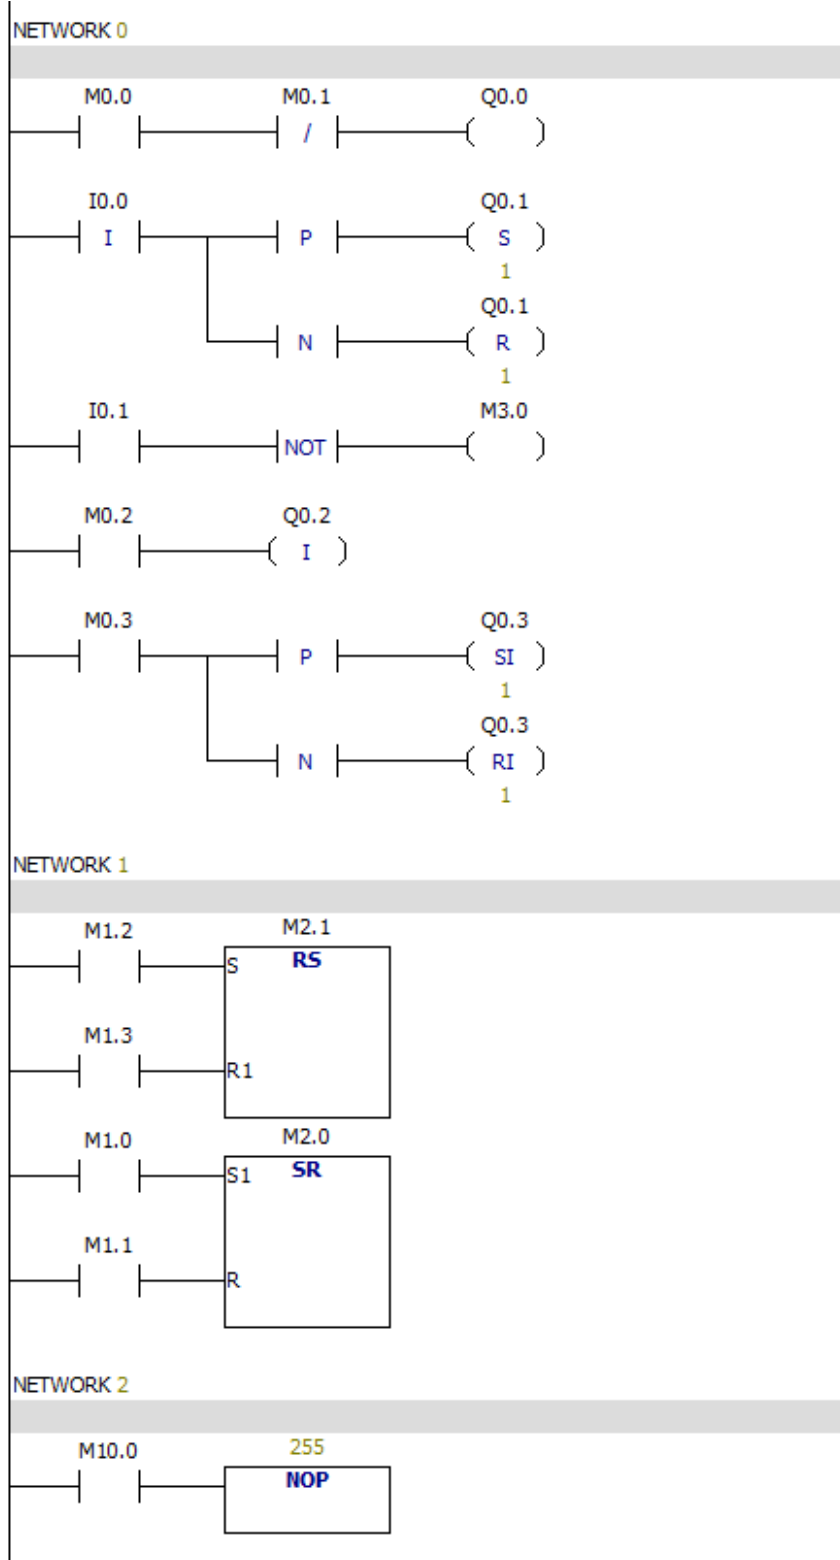 NETWORK 0
M0.0 M0.1 Q0.0
/
I0.0 Q0.1
I P S
1
Q0.1
N R
1
I0.1 M3.0
NOT
M0.2 Q0.2
I
M0.3 Q0.3
P SI
1
Q0.3
N RI
1
NETWORK 1
M1.2 M2.1
S RS
M1.3
R1
M1.0 M2.0
S1 SR
M1.1
R
NETWORK 2
M10.0 255
NOP